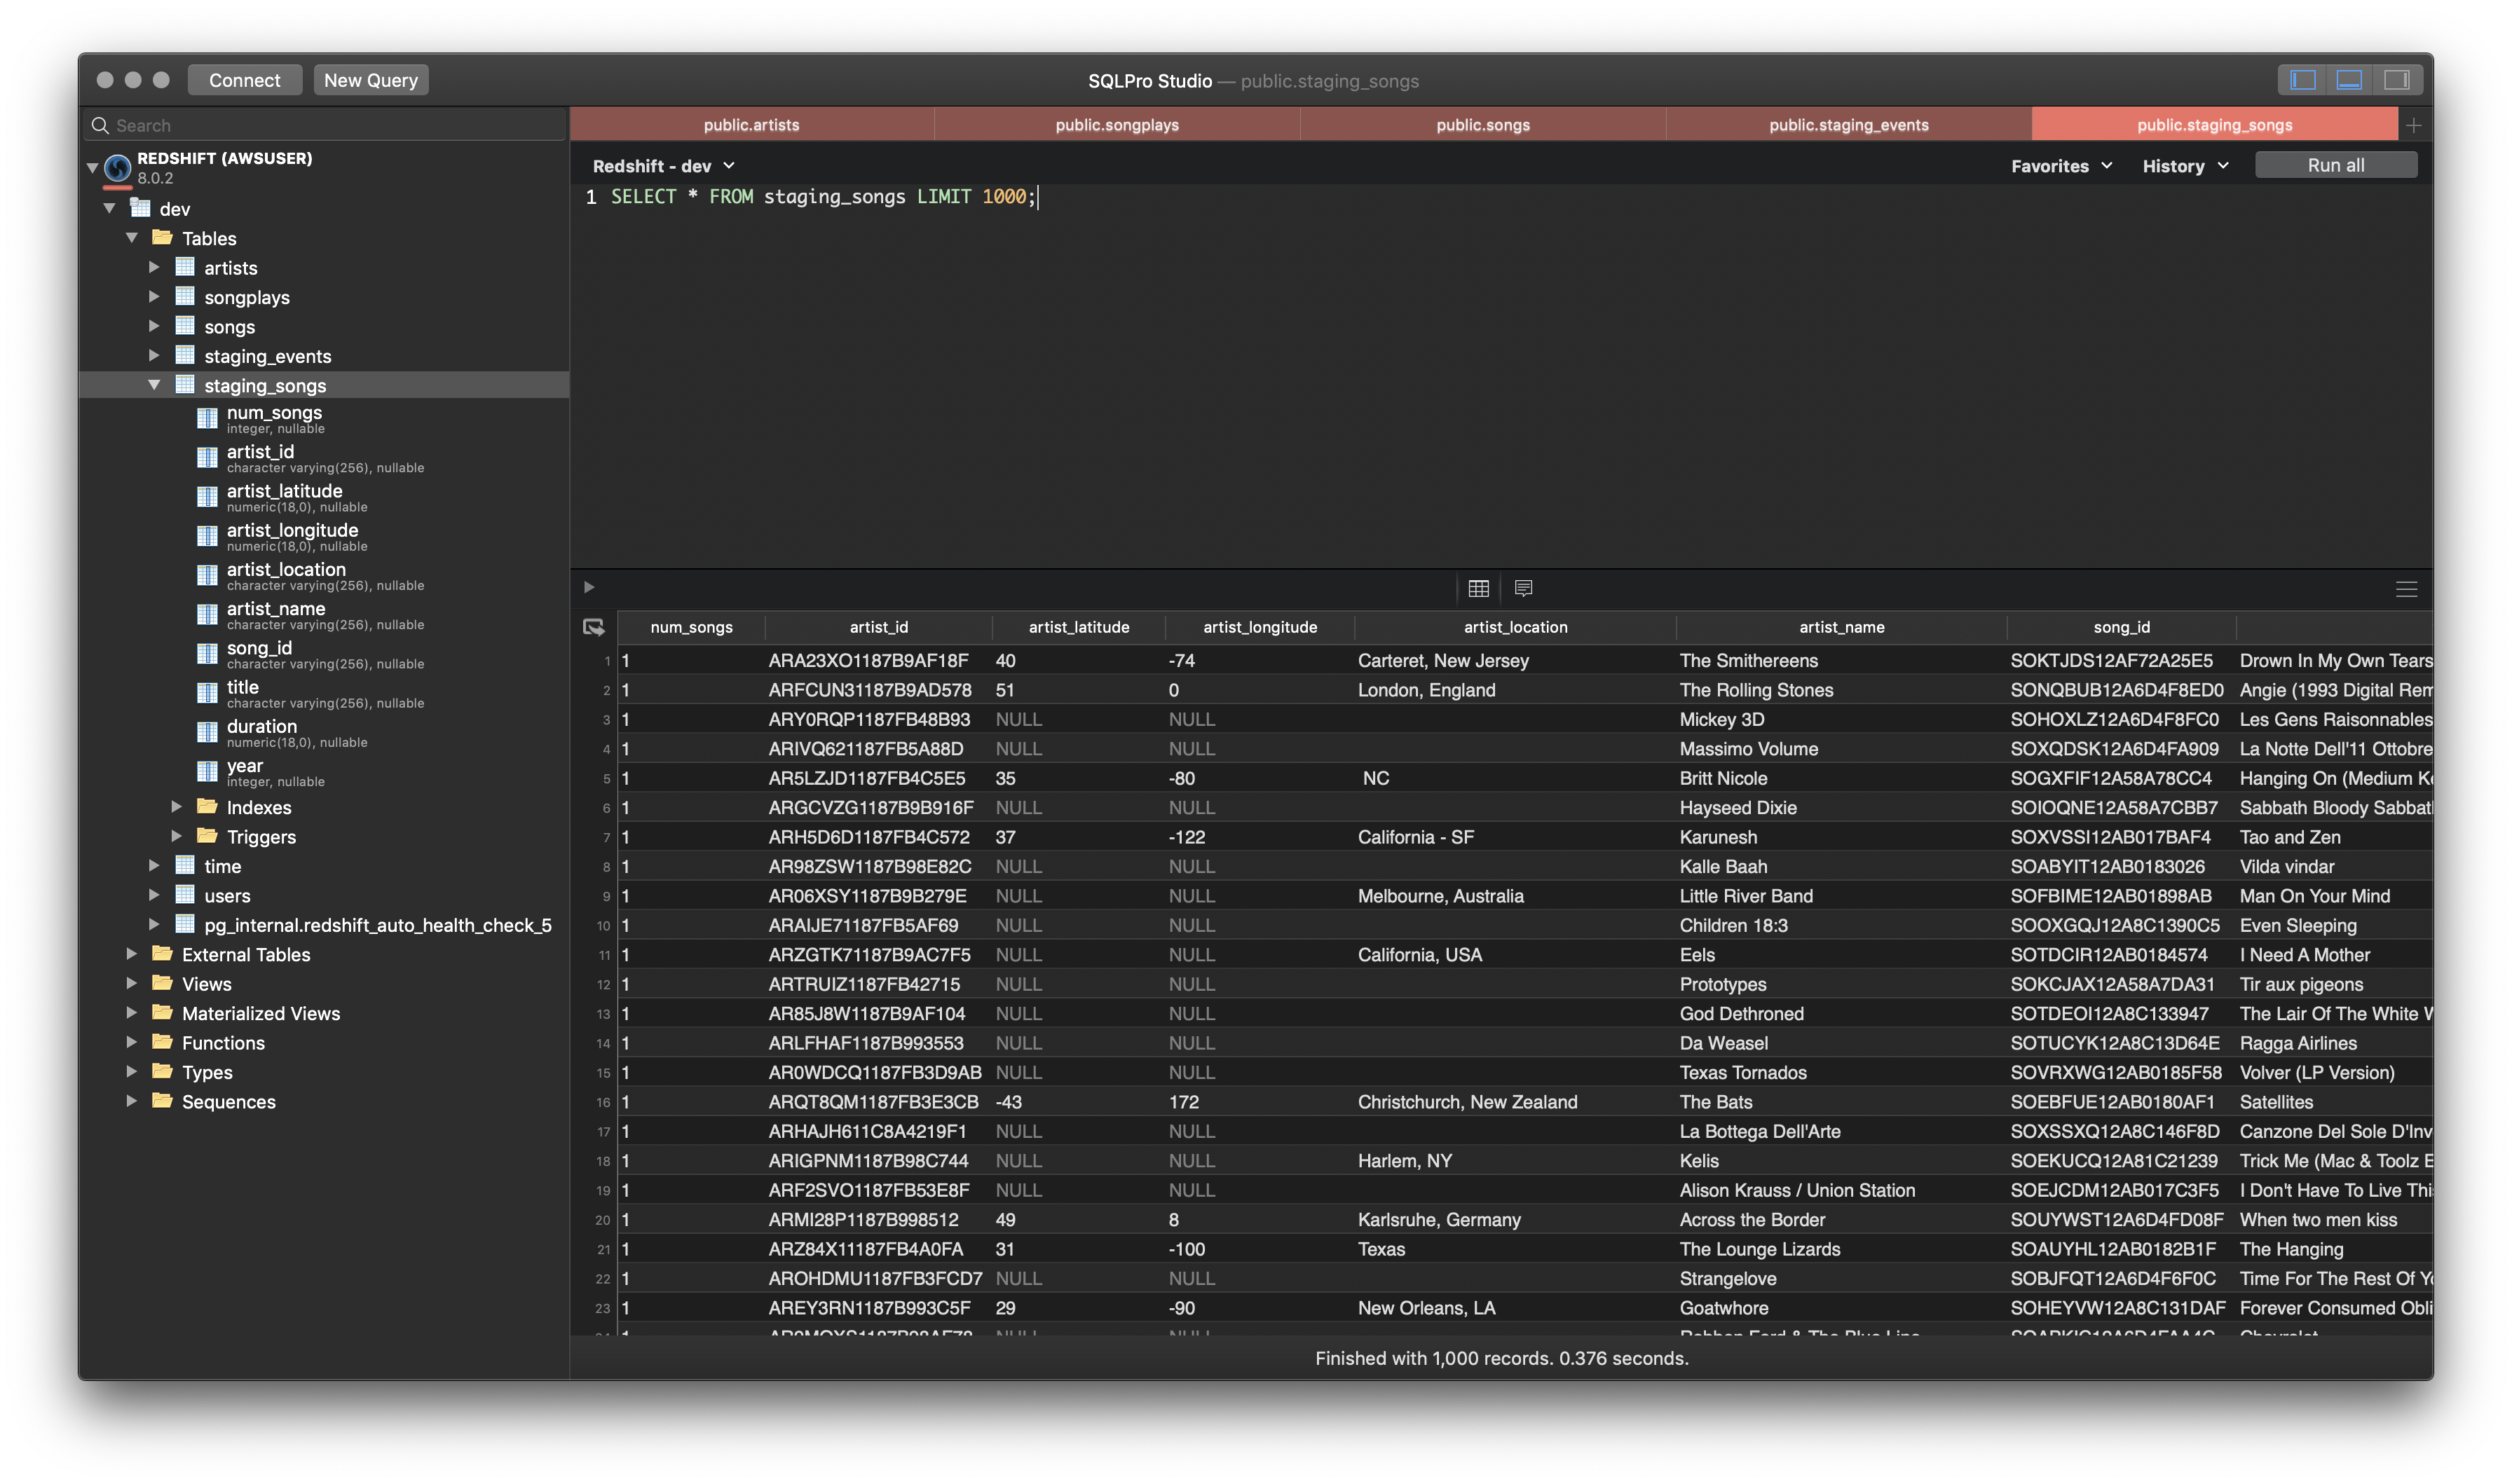 Connect New Query SQLPro Studio — public.staging_songs
Search
REDSHIFT (AWSUSER)
8.0.2
dev
Tables
artists
songplays
songs
staging_events
staging_songs
num_songs
integer, nullable
artist_id
character varying(256), nullable
artist_latitude
numeric(18,0), nullable
artist_longitude
numeric(18,0), nullable
artist_location
character varying(256), nullable
artist_name
character varying(256), nullable
song_id
character varying(256), nullable
title
character varying(256), nullable
duration
numeric(18,0), nullable
year
integer, nullable
Indexes
Triggers
time
users
pg_internal.redshift_auto_health_check_5
External Tables
Views
Materialized Views
Functions
Types
Sequences
public.artists public.songplays public.songs public.staging_events public.staging_songs
Redshift - dev Favorites History Run all
1 SELECT * FROM staging_songs LIMIT 1000;
num_songs artist_id artist_latitude artist_longitude artist_location artist_name song_id
1 1 ARA23XO1187B9AF18F 40 -74 Carteret, New Jersey The Smithereens SOKTJDS12AF72A25E5 Drown In My Own Tears
2 1 ARFCUN31187B9AD578 51 0 London, England The Rolling Stones SONQBUB12A6D4F8ED0 Angie (1993 Digital Rem
3 1 ARY0RQP1187FB48B93 NULL NULL Mickey 3D SOHOXLZ12A6D4F8FC0 Les Gens Raisonnables
4 1 ARIVQ621187FB5A88D NULL NULL Massimo Volume SOXQDSK12A6D4FA909 La Notte Dell'11 Ottobre
5 1 AR5LZJD1187FB4C5E5 35 -80 NC Britt Nicole SOGXFIF12A58A78CC4 Hanging On (Medium Ke
6 1 ARGCVZG1187B9B916F NULL NULL Hayseed Dixie SOIOQNE12A58A7CBB7 Sabbath Bloody Sabbat
7 1 ARH5D6D1187FB4C572 37 -122 California - SF Karunesh SOXVSSI12AB017BAF4 Tao and Zen
8 1 AR98ZSW1187B98E82C NULL NULL Kalle Baah SOABYIT12AB0183026 Vilda vindar
9 1 AR06XSY1187B9B279E NULL NULL Melbourne, Australia Little River Band SOFBIME12AB01898AB Man On Your Mind
10 1 ARAIJE71187FB5AF69 NULL NULL Children 18:3 SOOXGQJ12A8C1390C5 Even Sleeping
11 1 ARZGTK71187B9AC7F5 NULL NULL California, USA Eels SOTDCIR12AB0184574 I Need A Mother
12 1 ARTRUIZ1187FB42715 NULL NULL Prototypes SOKCJAX12A58A7DA31 Tir aux pigeons
13 1 AR85J8W1187B9AF104 NULL NULL God Dethroned SOTDEOI12A8C133947 The Lair Of The White W
14 1 ARLFHAF1187B993553 NULL NULL Da Weasel SOTUCYK12A8C13D64E Ragga Airlines
15 1 AR0WDCQ1187FB3D9AB NULL NULL Texas Tornados SOVRXWG12AB0185F58 Volver (LP Version)
16 1 ARQT8QM1187FB3E3CB -43 172 Christchurch, New Zealand The Bats SOEBFUE12AB0180AF1 Satellites
17 1 ARHAJH611C8A4219F1 NULL NULL La Bottega Dell'Arte SOXSSXQ12A8C146F8D Canzone Del Sole D'Inv
18 1 ARIGPNM1187B98C744 NULL NULL Harlem, NY Kelis SOEKUCQ12A81C21239 Trick Me (Mac & Toolz E
19 1 ARF2SVO1187FB53E8F NULL NULL Alison Krauss / Union Station SOEJCDM12AB017C3F5 I Don't Have To Live Thi
20 1 ARMI28P1187B998512 49 8 Karlsruhe, Germany Across the Border SOUYWST12A6D4FD08F When two men kiss
21 1 ARZ84X11187FB4A0FA 31 -100 Texas The Lounge Lizards SOAUYHL12AB0182B1F The Hanging
22 1 AROHDMU1187FB3FCD7 NULL NULL Strangelove SOBJFQT12A6D4F6F0C Time For The Rest Of Yo
23 1 AREY3RN1187B993C5F 29 -90 New Orleans, LA Goatwhore SOHEYVW12A8C131DAF Forever Consumed Obli
Finished with 1,000 records. 0.376 seconds.